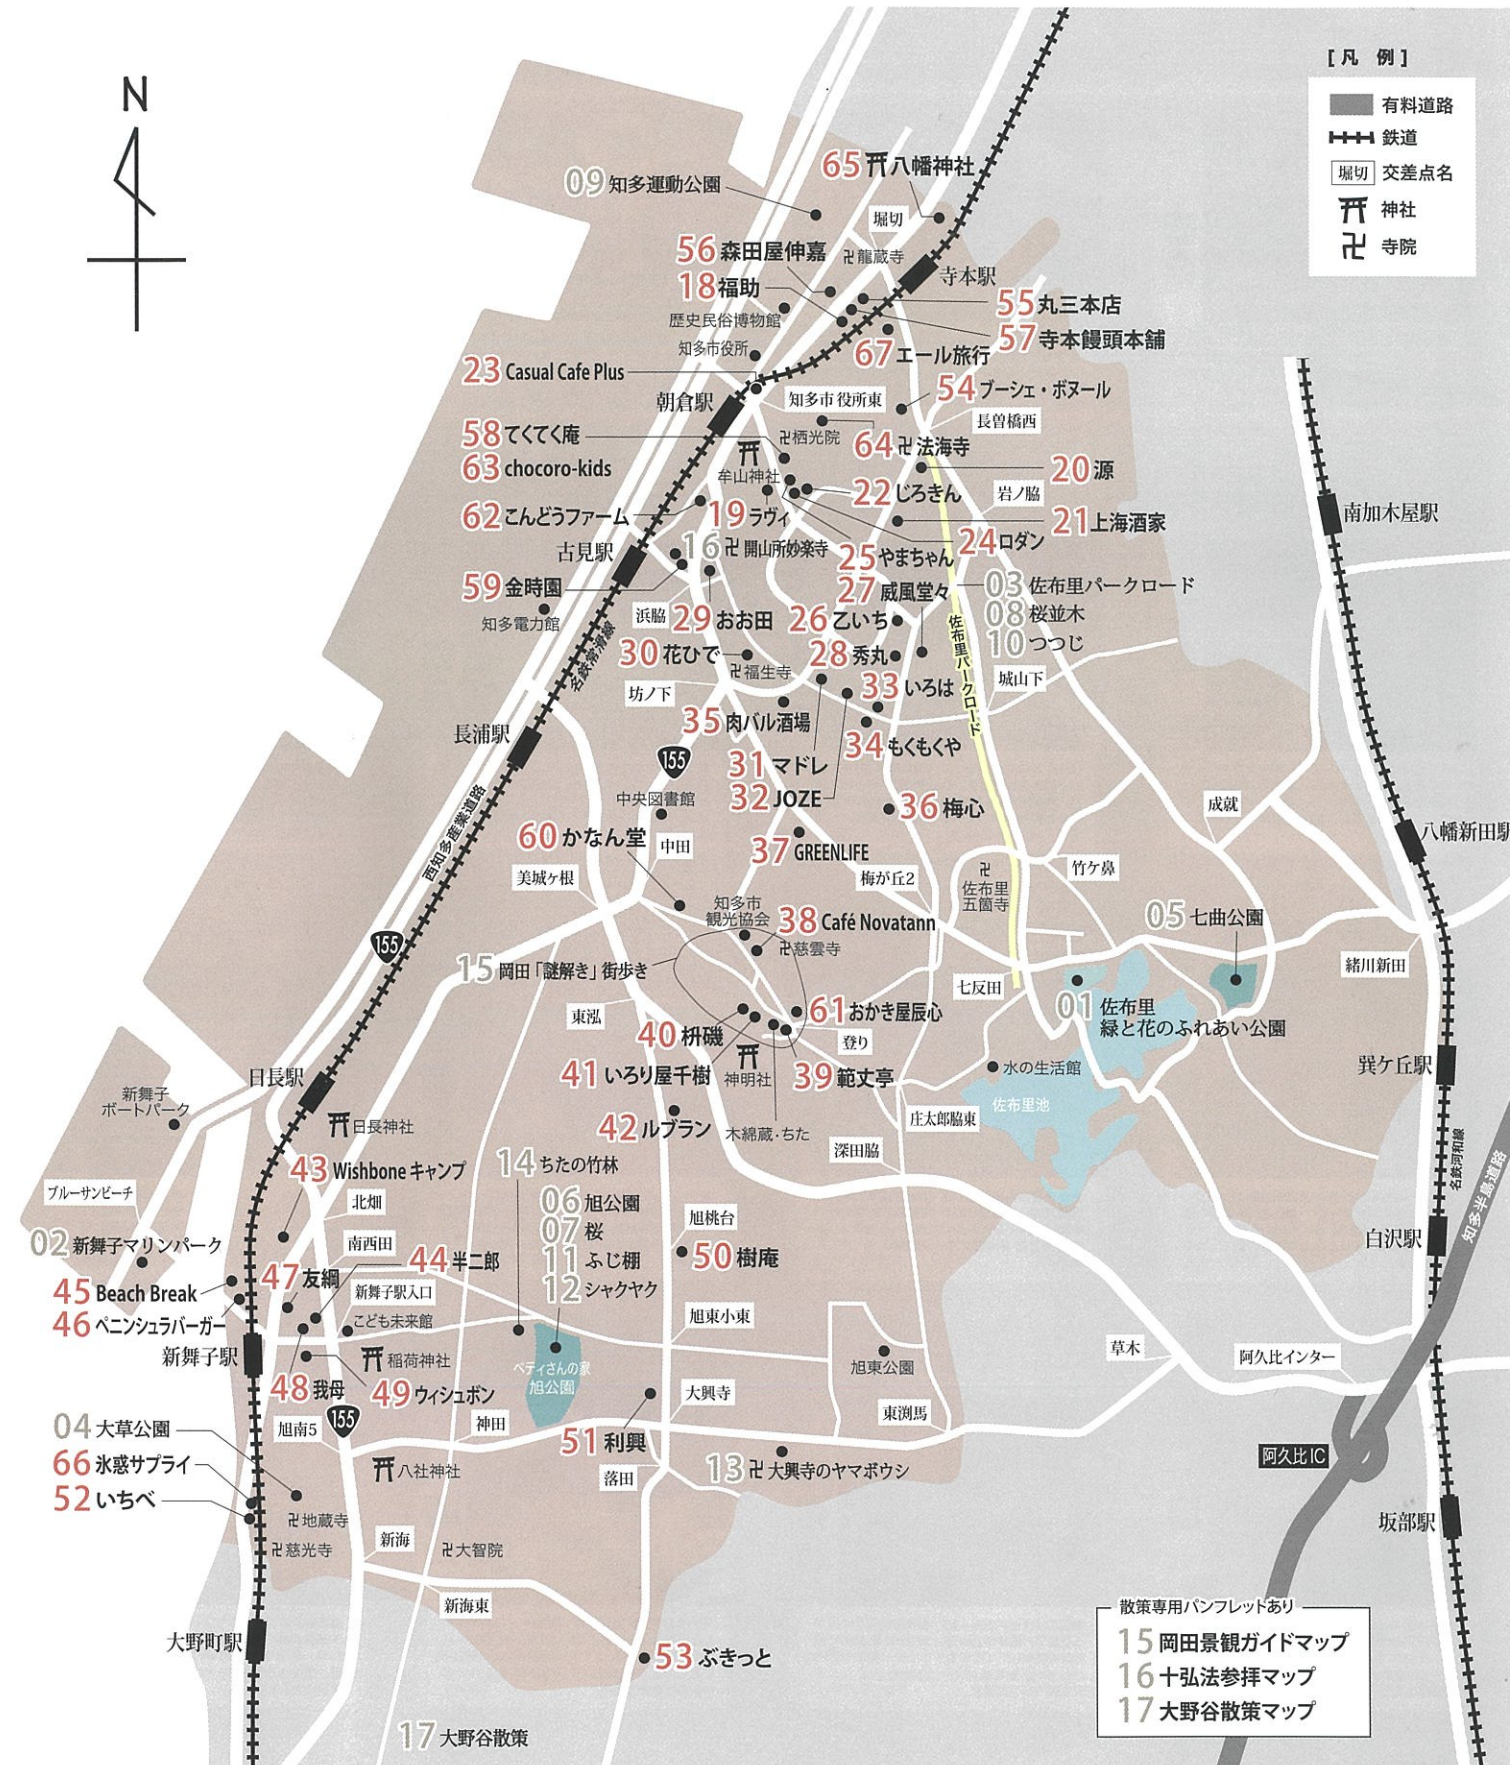 N
[凡 例]
有料道路
鉄道
堀切 交差点名
神社
寺院
65 八幡神社
09 知多運動公園
堀切
56 森田屋伸嘉
卍龍蔵寺
寺本駅
18 福助
55 丸三本店
歴史民俗博物館
57 寺本饅頭本舗
知多市役所
67 エール旅行
23 Casual Cafe Plus
54 ブーシェ・ボヌール
朝倉駅
知多市役所東
長曽橋西
58 てくてく庵
卍栖光院
64 卍法海寺
63 chocoro-kids
牟山神社
20 源
22 じろきん
岩ノ脇
南加木屋駅
62 こんどうファーム
19 ラヴィ
21 上海酒家
24 ロダン
古見駅
16 卍開山所妙楽寺
25 やまちゃん
59 金時園
27 威風堂々
03 佐布里パークロード
08 桜並木
10 つつじ
浜脇
29 おお田
26 乙いち
知多電力館
名鉄常滑線
佐布里パークロード
30 花ひで
卍福生寺
28 秀丸
33 いろは
城山下
坊ノ下
35 肉バル酒場
長浦駅
34 もくもくや
155
31 マドレ
32 JOZE
中央図書館
36 梅心
成就
西知多産業道路
60 かなん堂
中田
37 GREENLIFE
八幡新田駅
美城ヶ根
梅が丘2
卍
佐布里
五箇寺
竹ケ鼻
知多市
観光協会
38 Café Novatann
05 七曲公園
155
卍慈雲寺
15 岡田「謎解き」街歩き
緒川新田
七反田
東泓
61 おかき屋辰心
01 佐布里
緑と花のふれあい公園
40 枡磯
登り
41 いろり屋千樹
神明社
39 範丈亭
水の生活館
巽ケ丘駅
日長駅
新舞子
ボートパーク
佐布里池
庄太郎脇東
日長神社
42 ルブラン
木綿蔵・ちた
深田脇
名鉄河和線
知多半島道路
43 Wishbone キャンプ
14 ちたの竹林
ブルーサンビーチ
北畑
06 旭公園
07 桜
11 ふじ棚
12 シャクヤク
旭桃台
白沢駅
02 新舞子マリンパーク
南西田
44 半二郎
50 樹庵
45 Beach Break
47 友綱
新舞子駅入口
46 ペニンシュラバーガー
こども未来館
旭東小東
新舞子駅
稲荷神社
ペティさんの家
旭公園
旭東公園
草木
阿久比インター
48 我母
49 ウィシュボン
大興寺
04 大草公園
155
旭南5
神田
51 利興
東渕馬
阿久比IC
66 氷惑サプライ
八社神社
落田
13 卍大興寺のヤマボウシ
52 いちべ
卍地蔵寺
坂部駅
卍慈光寺
新海
卍大智院
新海東
大野町駅
53 ぶきっと
散策専用パンフレットあり
15 岡田景観ガイドマップ
16 十弘法参拝マップ
17 大野谷散策マップ
17 大野谷散策